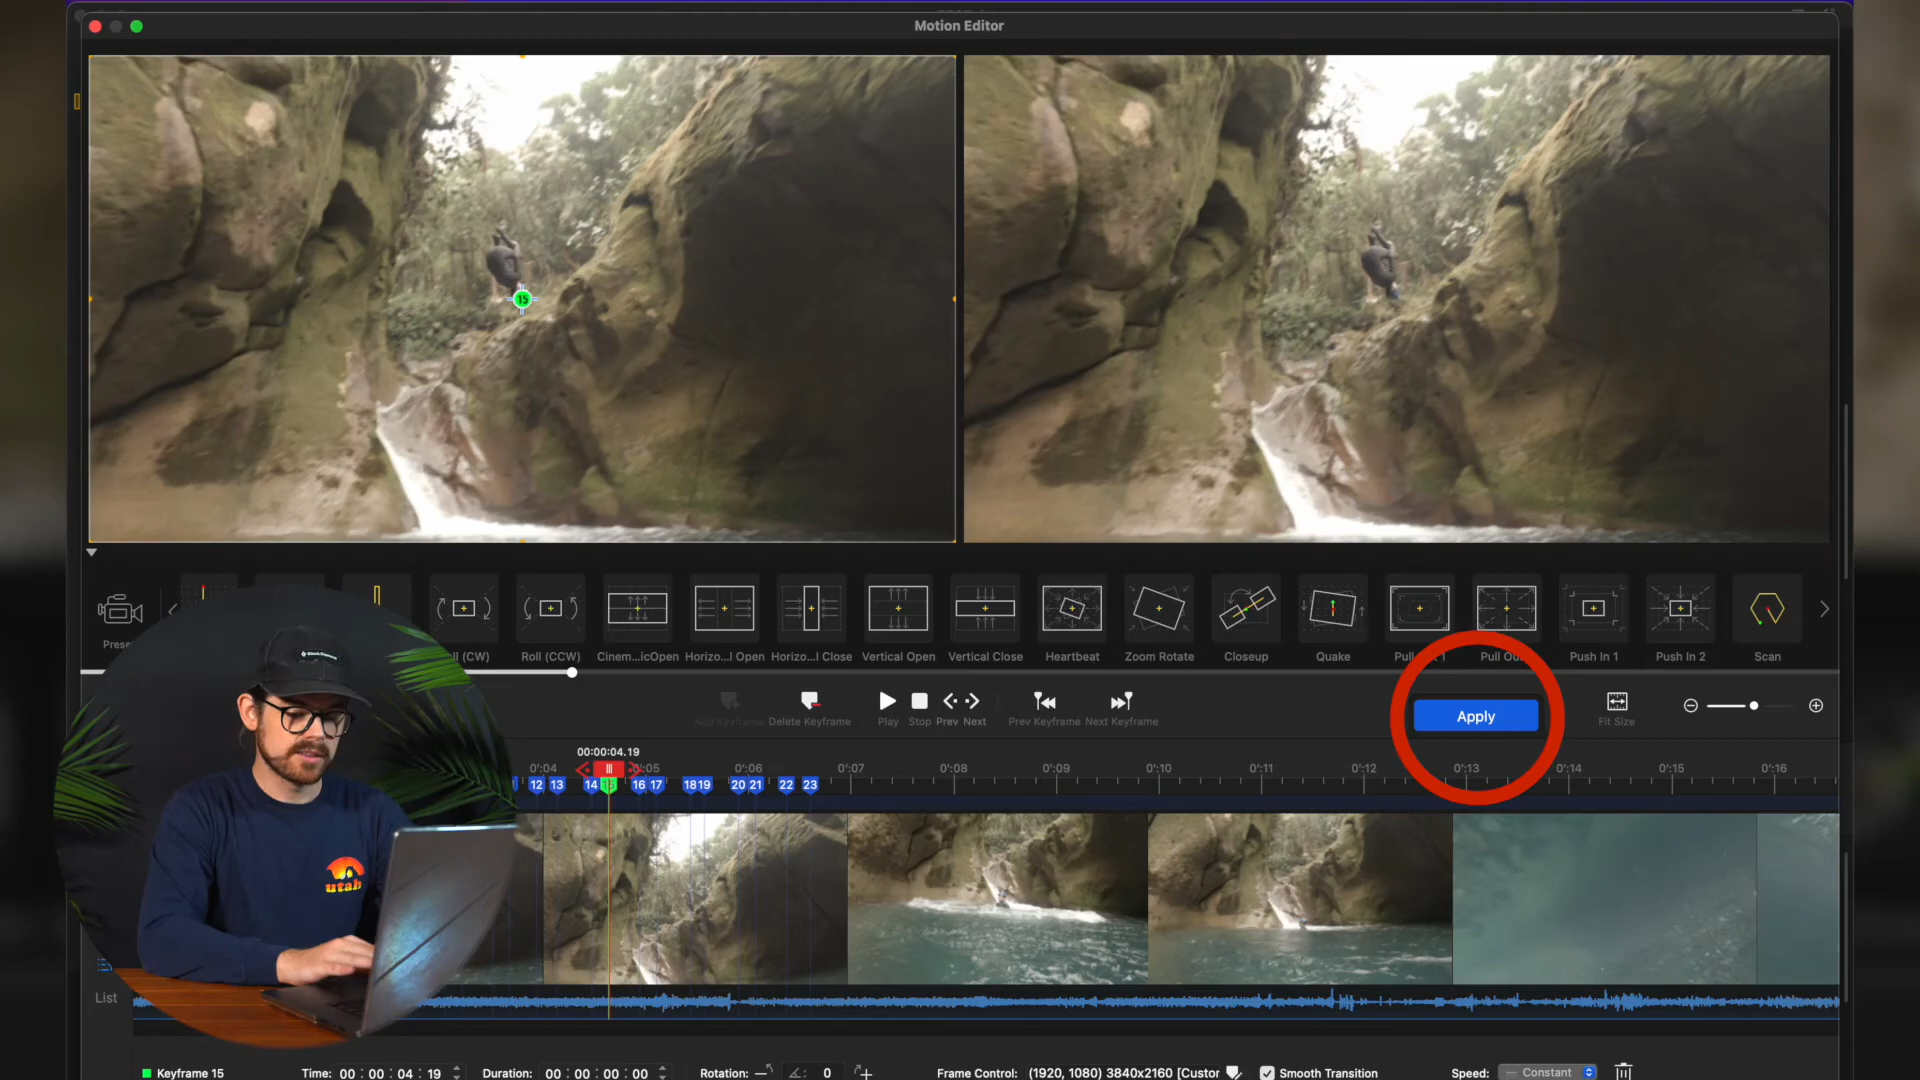 Motion Editor
15
Roll (CCW)
Cinem...icOpen
Horizo...l Open
Horizo...l Close
Vertical Open
Vertical Close
Heartbeat
Zoom Rotate
Closeup
Quake
Push In 1
Push In 2
Scan
Add Keyframe
Delete Keyframe
Play
Stop
Prev
Next
Prev Keyframe
Next Keyframe
Apply
Fit Size
00:00:04.19
0:04
0:05
0:06
0:07
0:08
0:09
0:10
0:11
0:12
0:13
0:14
0:15
0:16
12 13 14 15 16 17 18 19 20 21 22 23
utah
List
Keyframe 15
Time: 00 : 00 : 04 : 19
Duration: 00 : 00 : 00 : 00
Rotation: 0
Frame Control: (1920, 1080) 3840x2160 [Custor
Smooth Transition
Speed: Constant